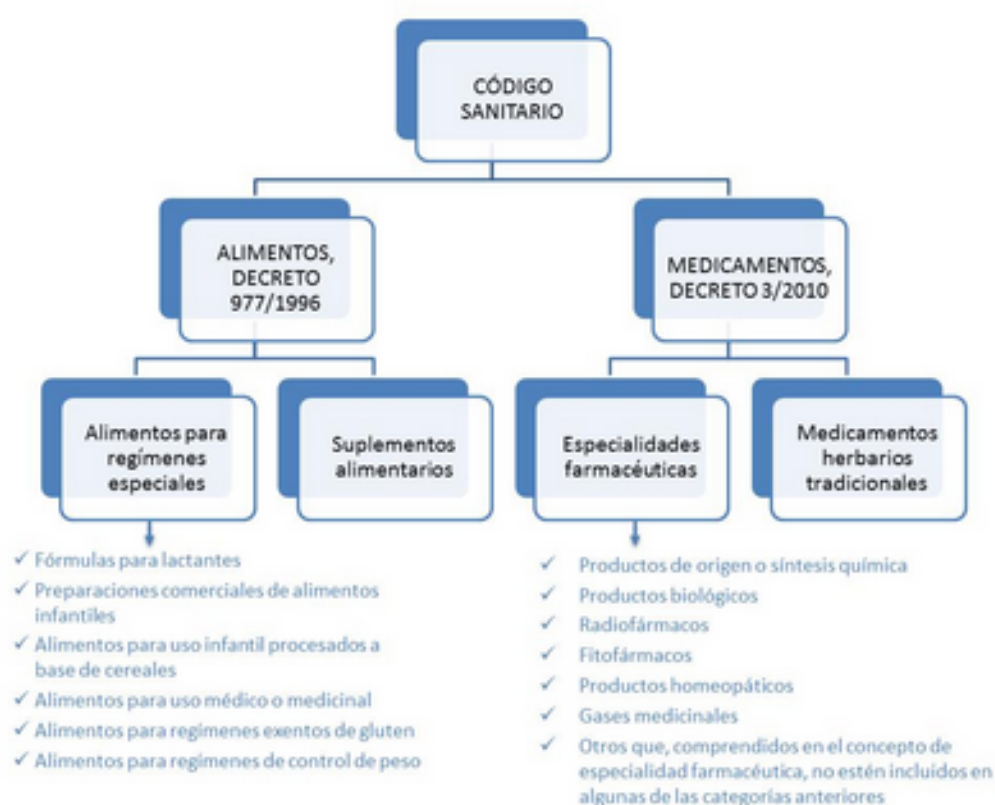 CÓDIGO
SANITARIO
ALIMENTOS,
DECRETO
977/1996
MEDICAMENTOS,
DECRETO 3/2010
Alimentos para
regímenes
especiales
Suplementos
alimentarios
Especialidades
farmacéuticas
Medicamentos
herbarios
tradicionales
✓ Fórmulas para lactantes
✓ Preparaciones comerciales de alimentos
infantiles
✓ Alimentos para uso infantil procesados a
base de cereales
✓ Alimentos para uso médico o medicinal
✓ Alimentos para regímenes exentos de gluten
✓ Alimentos para regímenes de control de peso
✓ Productos de origen o síntesis química
✓ Productos biológicos
✓ Radiofármacos
✓ Fitofármacos
✓ Productos homeopáticos
✓ Gases medicinales
✓ Otros que, comprendidos en el concepto de
especialidad farmacéutica, no estén incluidos en
algunas de las categorías anteriores